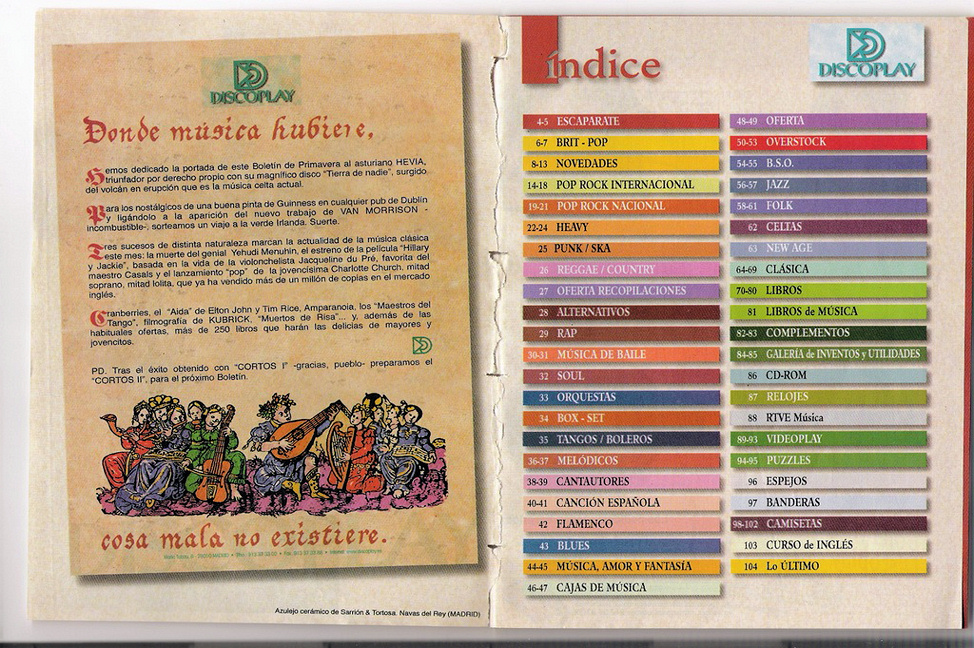 DISCOPLAY
Donde música hubiere,
Hemos dedicado la portada de este Boletín de Primavera al asturiano HEVIA,
triunfador por derecho propio con su magnífico disco "Tierra de nadie", surgido
del volcán en erupción que es la música celta actual.
Para los nostálgicos de una buena pinta de Guinness en cualquier pub de Dublín
y ligándolo a la aparición del nuevo trabajo de VAN MORRISON -
incombustible-, sorteamos un viaje a la verde Irlanda. Suerte.
Tres sucesos de distinta naturaleza marcan la actualidad de la música clásica
este mes: la muerte del genial Yehudi Menuhin, el estreno de la película "Hillary
y Jackie", basada en la vida de la violonchelista Jacqueline du Pré, favorita del
maestro Casals y el lanzamiento "pop" de la jovencísima Charlotte Church, mitad
soprano, mitad lolita, que ya ha vendido más de un millón de copias en el mercado
inglés.
Cranberries, el "Aida" de Elton John y Tim Rice, Amparanoia, los "Maestros del
Tango", filmografía de KUBRICK, "Muertos de Risa"... y, además de las
habituales ofertas, más de 250 libros que harán las delicias de mayores y
jovencitos.
PD. Tras el éxito obtenido con "CORTOS I" -gracias, pueblo- preparamos el
"CORTOS II", para el próximo Boletín.
cosa mala no existiere.
Azulejo cerámico de Sarrión & Tortosa. Navas del Rey (MADRID)
índice
DISCOPLAY
4-5 ESCAPARATE
6-7 BRIT - POP
8-13 NOVEDADES
14-18 POP ROCK INTERNACIONAL
19-21 POP ROCK NACIONAL
22-24 HEAVY
25 PUNK / SKA
26 REGGAE / COUNTRY
27 OFERTA RECOPILACIONES
28 ALTERNATIVOS
29 RAP
30-31 MÚSICA DE BAILE
32 SOUL
33 ORQUESTAS
34 BOX - SET
35 TANGOS / BOLEROS
36-37 MELÓDICOS
38-39 CANTAUTORES
40-41 CANCIÓN ESPAÑOLA
42 FLAMENCO
43 BLUES
44-45 MÚSICA, AMOR Y FANTASÍA
46-47 CAJAS DE MÚSICA
48-49 OFERTA
50-53 OVERSTOCK
54-55 B.S.O.
56-57 JAZZ
58-61 FOLK
62 CELTAS
63 NEW AGE
64-69 CLÁSICA
70-80 LIBROS
81 LIBROS de MÚSICA
82-83 COMPLEMENTOS
84-85 GALERÍA de INVENTOS y UTILIDADES
86 CD-ROM
87 RELOJES
88 RTVE Música
89-93 VIDEOPLAY
94-95 PUZZLES
96 ESPEJOS
97 BANDERAS
98-102 CAMISETAS
103 CURSO de INGLÉS
104 Lo ÚLTIMO